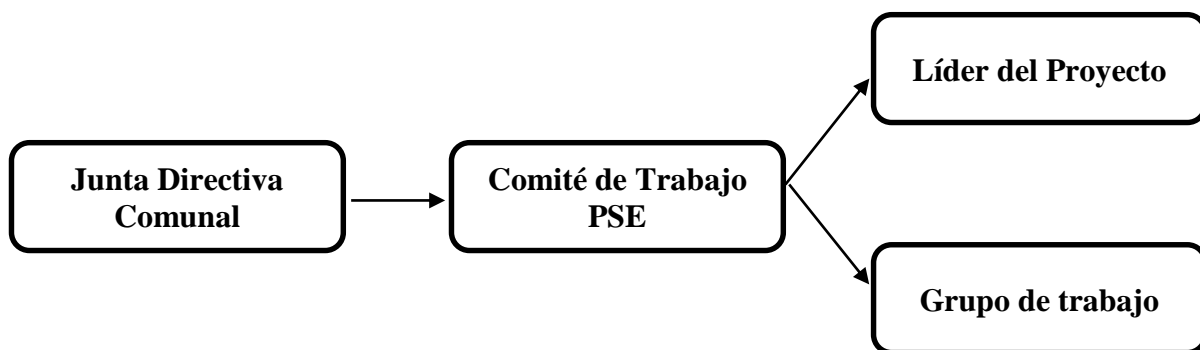 Junta Directiva
Comunal
Comité de Trabajo
PSE
Líder del Proyecto
Grupo de trabajo